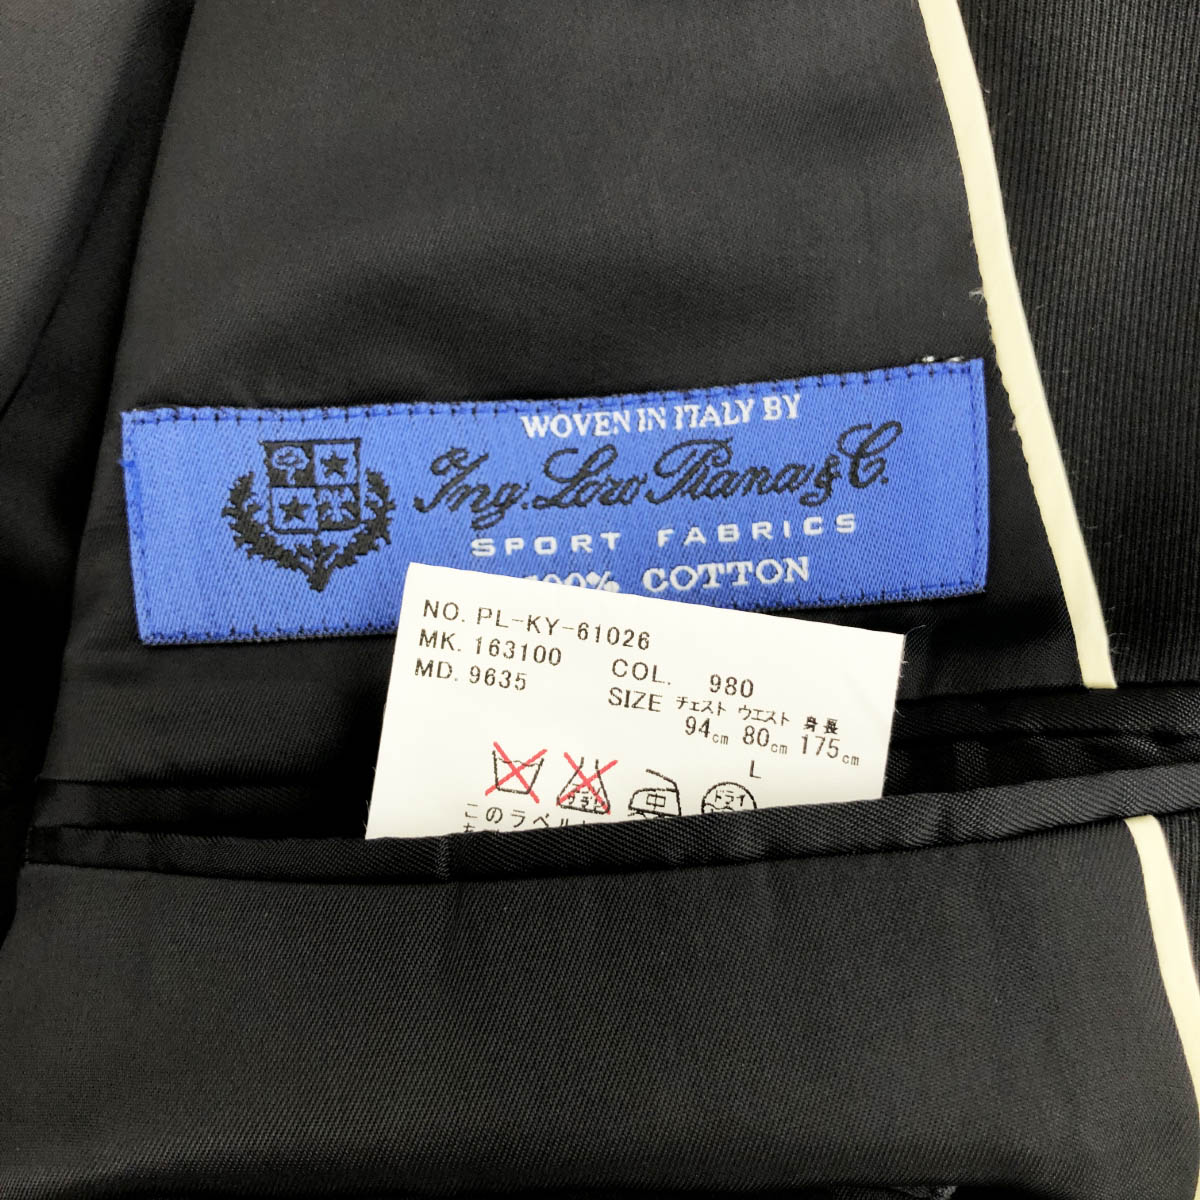 WOVEN IN ITALY BY
Ing. Loro Piana & C.
SPORT FABRICS
100% COTTON
NO. PL-KY-61026
MK. 163100 COL. 980
MD. 9635 SIZE チェスト ウエスト 身長
94cm 80cm 175cm
L
中 ドライ
このラベル